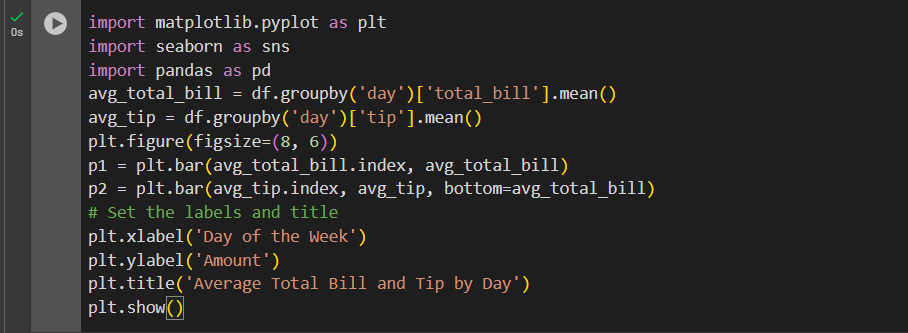 import matplotlib.pyplot as plt
0s
import seaborn as sns
import pandas as pd
avg_total_bill = df.groupby('day')['total_bill'].mean()
avg_tip = df.groupby('day')['tip'].mean()
plt.figure(figsize=(8, 6))
p1 = plt.bar(avg_total_bill.index, avg_total_bill)
p2 = plt.bar(avg_tip.index, avg_tip, bottom=avg_total_bill)
# Set the labels and title
plt.xlabel('Day of the Week')
plt.ylabel('Amount')
plt.title('Average Total Bill and Tip by Day')
plt.show()